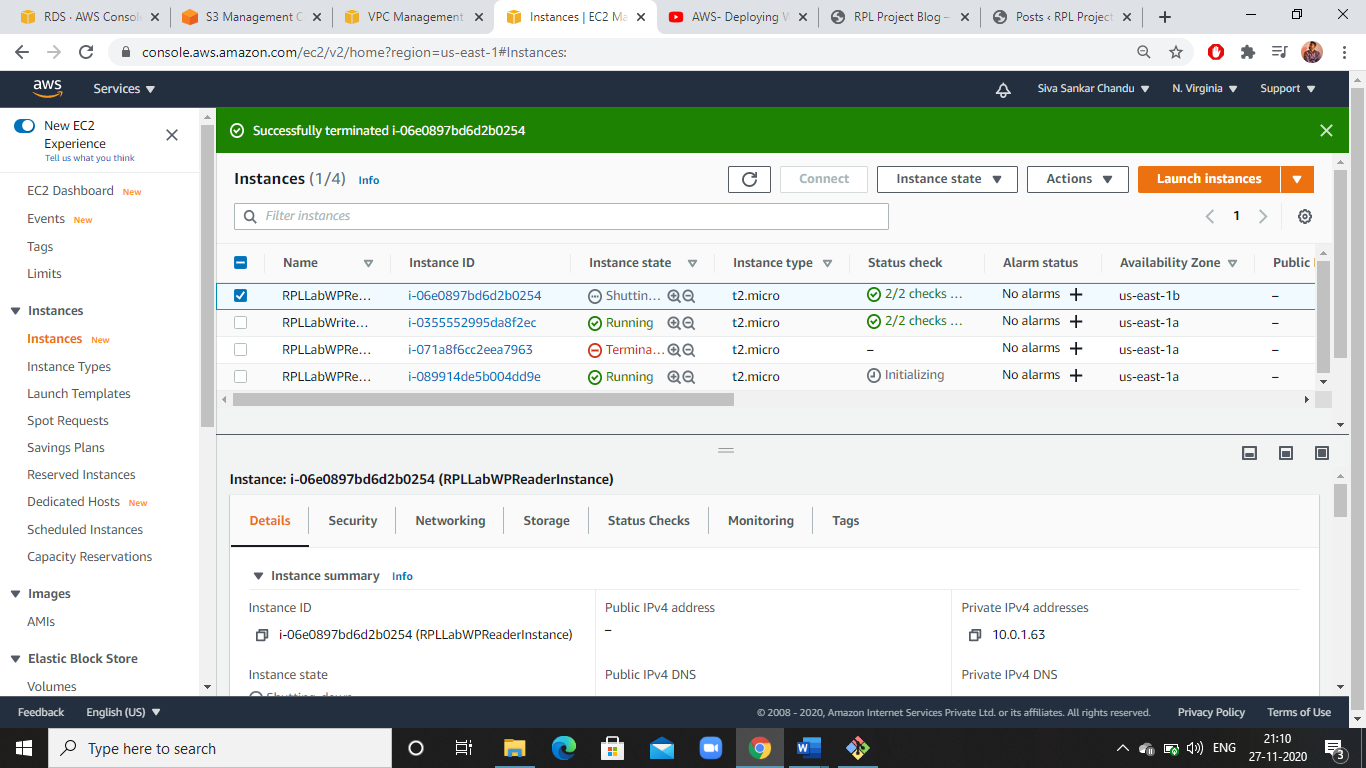 RDS · AWS Consol
S3 Management C
VPC Management
Instances | EC2 Ma
AWS- Deploying W
RPL Project Blog –
Posts ‹ RPL Project
console.aws.amazon.com/ec2/v2/home?region=us-east-1#Instances:
aws
Services
Siva Sankar Chandu
N. Virginia
Support
New EC2
Experience
Tell us what you think
EC2 Dashboard New
Events New
Tags
Limits
Instances
Instances New
Instance Types
Launch Templates
Spot Requests
Savings Plans
Reserved Instances
Dedicated Hosts New
Scheduled Instances
Capacity Reservations
Images
AMIs
Elastic Block Store
Volumes
Successfully terminated i-06e0897bd6d2b0254
Instances (1/4) Info
Connect
Instance state
Actions
Launch instances
Filter instances
1
Name Instance ID Instance state Instance type Status check Alarm status Availability Zone Public
RPLLabWPRe... i-06e0897bd6d2b0254 Shuttin... t2.micro 2/2 checks ... No alarms + us-east-1b –
RPLLabWrite... i-0355552995da8f2ec Running t2.micro 2/2 checks ... No alarms + us-east-1a –
RPLLabWPRe... i-071a8f6cc2eea7963 Termina... t2.micro – No alarms + us-east-1a –
RPLLabWPRe... i-089914de5b004dd9e Running t2.micro Initializing No alarms + us-east-1a –
Instance: i-06e0897bd6d2b0254 (RPLLabWPReaderInstance)
Details Security Networking Storage Status Checks Monitoring Tags
Instance summary Info
Instance ID
i-06e0897bd6d2b0254 (RPLLabWPReaderInstance)
Public IPv4 address
–
Private IPv4 addresses
10.0.1.63
Instance state
Shutting-down
Public IPv4 DNS
Private IPv4 DNS
Feedback
English (US)
© 2008 - 2020, Amazon Internet Services Private Ltd. or its affiliates. All rights reserved.
Privacy Policy
Terms of Use
Type here to search
ENG
21:10
27-11-2020
3